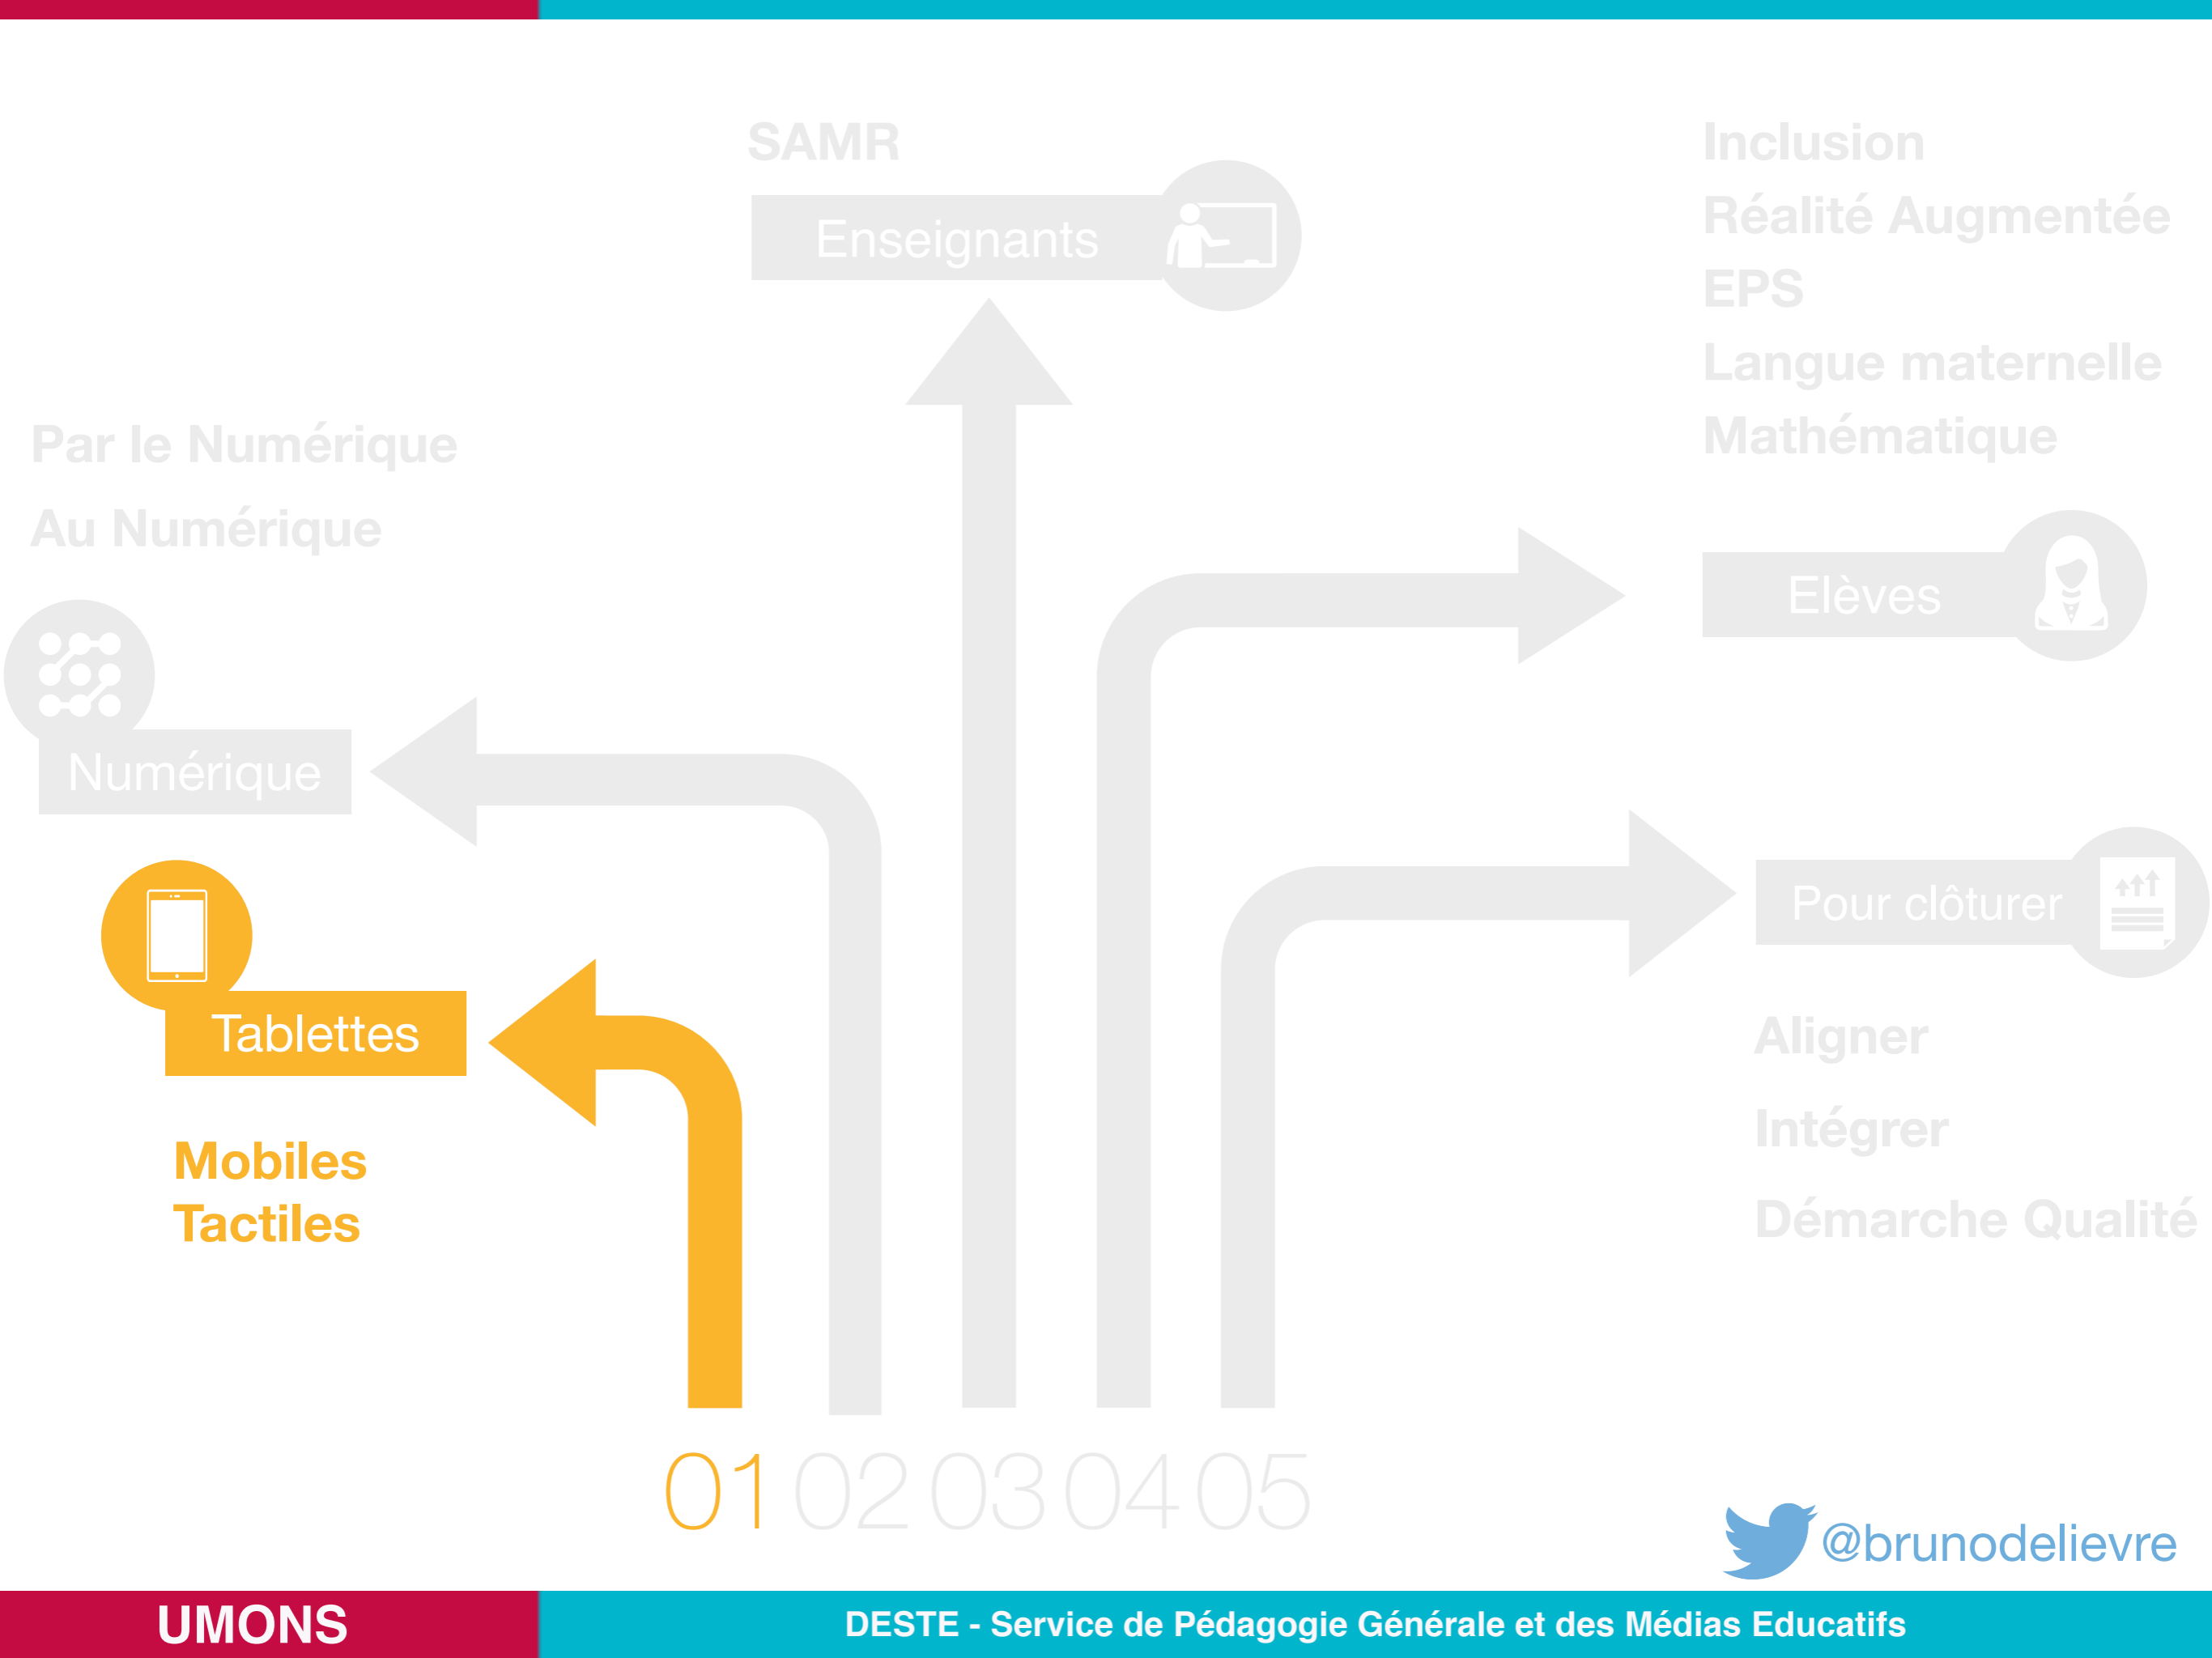 SAMR
Enseignants
Inclusion
Réalité Augmentée
EPS
Langue maternelle
Mathématique
Elèves
Par le Numérique
Au Numérique
Numérique
Tablettes
Mobiles
Tactiles
Pour clôturer
Aligner
Intégrer
Démarche Qualité
01 02 03 04 05
@brunodelievre
UMONS
DESTE - Service de Pédagogie Générale et des Médias Educatifs